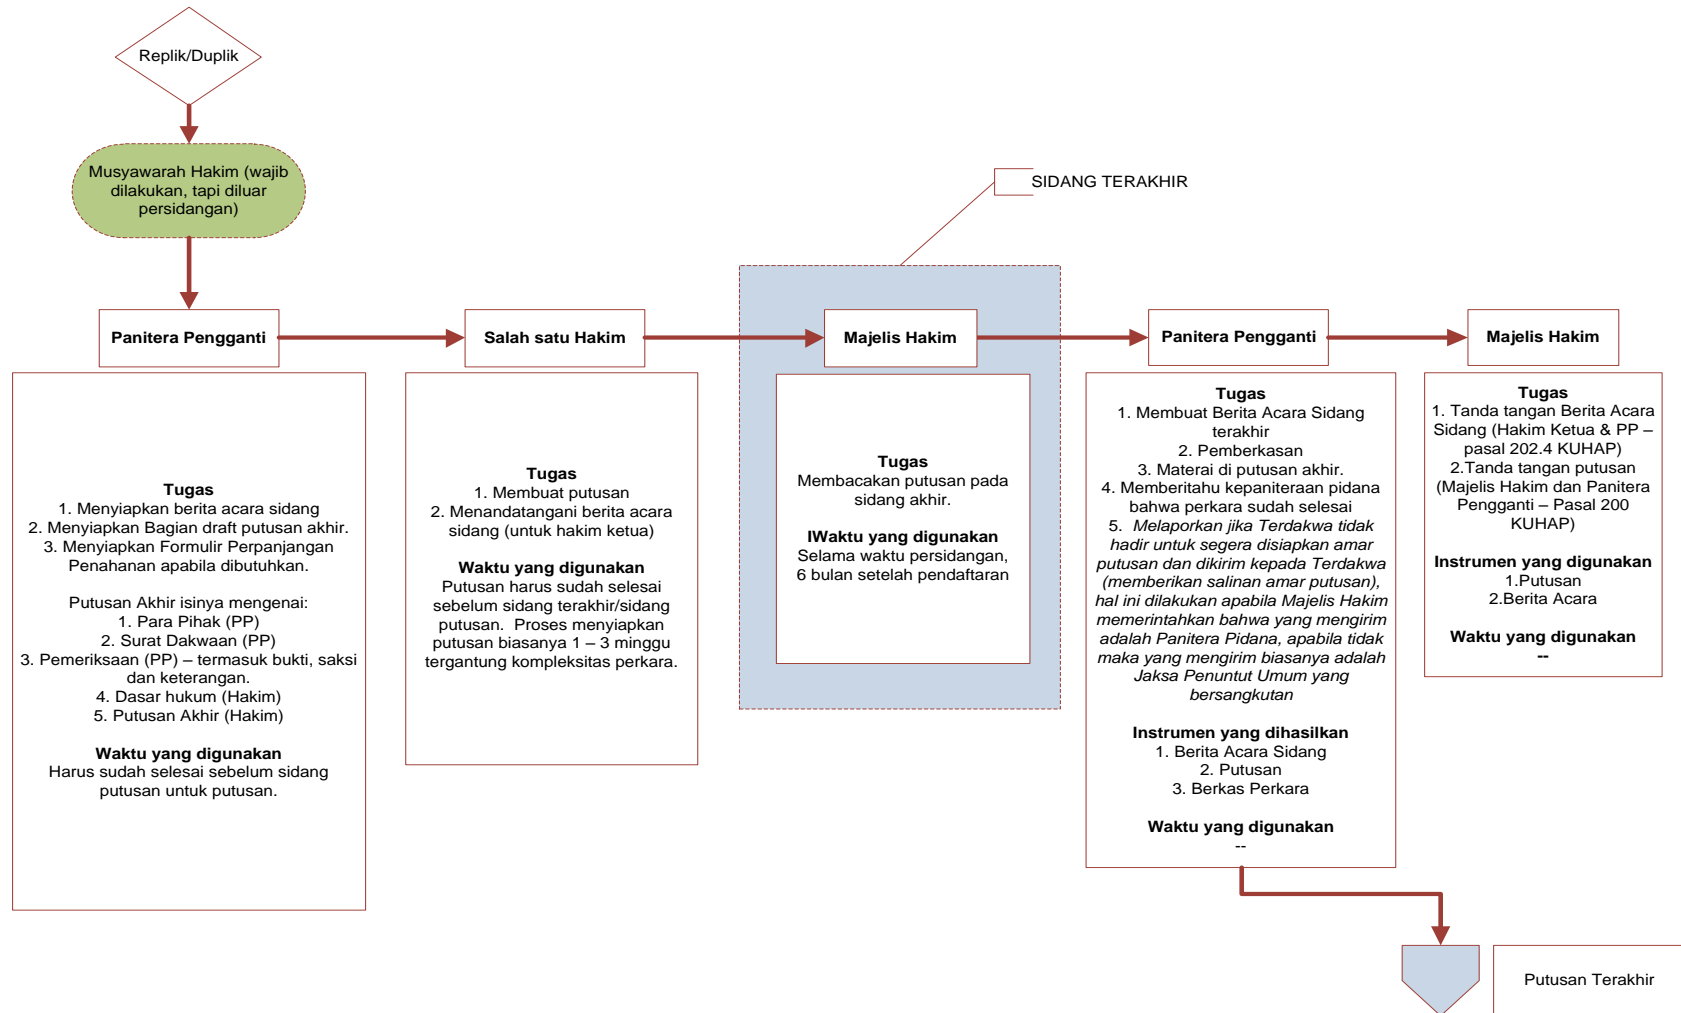 Replik/Duplik
Musyawarah Hakim (wajib
dilakukan, tapi diluar
persidangan)
SIDANG TERAKHIR
Panitera Pengganti
Tugas
1. Menyiapkan berita acara sidang
2. Menyiapkan Bagian draft putusan akhir.
3. Menyiapkan Formulir Perpanjangan
Penahanan apabila dibutuhkan.
Putusan Akhir isinya mengenai:
1. Para Pihak (PP)
2. Surat Dakwaan (PP)
3. Pemeriksaan (PP) – termasuk bukti, saksi
dan keterangan.
4. Dasar hukum (Hakim)
5. Putusan Akhir (Hakim)
Waktu yang digunakan
Harus sudah selesai sebelum sidang
putusan untuk putusan.
Salah satu Hakim
Tugas
1. Membuat putusan
2. Menandatangani berita acara
sidang (untuk hakim ketua)
Waktu yang digunakan
Putusan harus sudah selesai
sebelum sidang terakhir/sidang
putusan.  Proses menyiapkan
putusan biasanya 1 – 3 minggu
tergantung kompleksitas perkara.
Majelis Hakim
Tugas
Membacakan putusan pada
sidang akhir.
IWaktu yang digunakan
Selama waktu persidangan,
6 bulan setelah pendaftaran
Panitera Pengganti
Tugas
1. Membuat Berita Acara Sidang
terakhir
2. Pemberkasan
3. Materai di putusan akhir.
4. Memberitahu kepaniteraan pidana
bahwa perkara sudah selesai
5.  Melaporkan jika Terdakwa tidak
hadir untuk segera disiapkan amar
putusan dan dikirim kepada Terdakwa
(memberikan salinan amar putusan),
hal ini dilakukan apabila Majelis Hakim
memerintahkan bahwa yang mengirim
adalah Panitera Pidana, apabila tidak
maka yang mengirim biasanya adalah
Jaksa Penuntut Umum yang
bersangkutan
Instrumen yang dihasilkan
1. Berita Acara Sidang
2. Putusan
3. Berkas Perkara
Waktu yang digunakan
--
Majelis Hakim
Tugas
1. Tanda tangan Berita Acara
Sidang (Hakim Ketua & PP –
pasal 202.4 KUHAP)
2.Tanda tangan putusan
(Majelis Hakim dan Panitera
Pengganti – Pasal 200
KUHAP)
Instrumen yang digunakan
1.Putusan
2.Berita Acara
Waktu yang digunakan
--
Putusan Terakhir